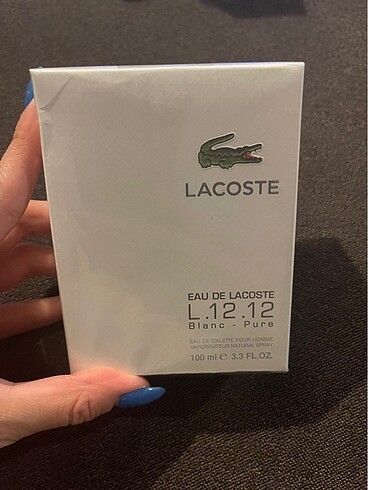 LACOSTE
EAU DE LACOSTE
L.12.12
Blanc - Pure
EAU DE TOILETTE POUR HOMME
VAPORISATEUR NATURAL SPRAY
100 ml ℮ 3.3 FL.OZ.